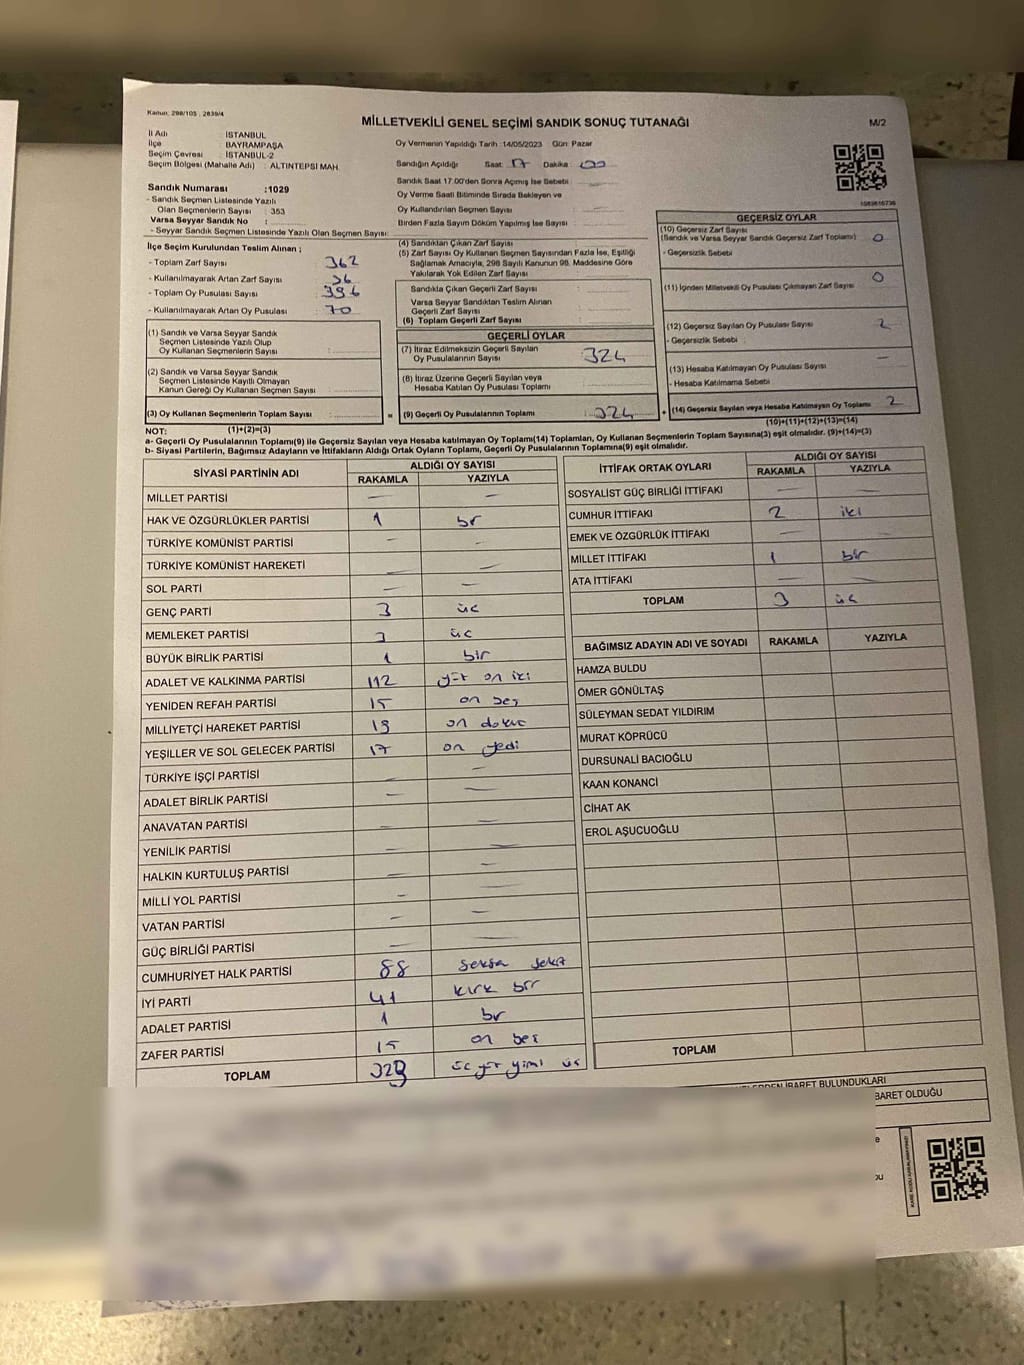 Kanun: 298/105 , 2839/4
MİLLETVEKİLİ GENEL SEÇİMİ SANDIK SONUÇ TUTANAĞI
M/2
İl Adı : İSTANBUL
İlçe : BAYRAMPAŞA
Seçim Çevresi : İSTANBUL-2
Seçim Bölgesi (Mahalle Adı) : ALTINTEPSİ MAH.
Oy Vermenin Yapıldığı Tarih :14/05/2023 Gün: Pazar
Sandığın Açıldığı Saat: 17 Dakika: 00
Sandık Saat 17:00'den Sonra Açılmış İse Sebebi :
Oy Verme Saati Bitiminde Sırada Bekleyen ve
Oy Kullandırılan Seçmen Sayısı
Birden Fazla Sayım Döküm Yapılmış İse Sayısı :
Sandık Numarası :1029
- Sandık Seçmen Listesinde Yazılı
Olan Seçmenlerin Sayısı : 353
Varsa Seyyar Sandık No :
- Seyyar Sandık Seçmen Listesinde Yazılı Olan Seçmen Sayısı:
İlçe Seçim Kurulundan Teslim Alınan ;
- Toplam Zarf Sayısı 362
- Kullanılmayarak Artan Zarf Sayısı : 36
- Toplam Oy Pusulası Sayısı : 396
- Kullanılmayarak Artan Oy Pusulası : 70
(1) Sandık ve Varsa Seyyar Sandık
Seçmen Listesinde Yazılı Olup
Oy Kullanan Seçmenlerin Sayısı :
(2) Sandık ve Varsa Seyyar Sandık
Seçmen Listesinde Kayıtlı Olmayan
Kanun Gereği Oy Kullanan Seçmen Sayısı :
(3) Oy Kullanan Seçmenlerin Toplam Sayısı :
(1)+(2)=(3)
(4) Sandıktan Çıkan Zarf Sayısı :
(5) Zarf Sayısı Oy Kullanan Seçmen Sayısından Fazla İse, Eşitliği
Sağlamak Amacıyla, 298 Sayılı Kanunun 98. Maddesine Göre
Yakılarak Yok Edilen Zarf Sayısı :
Sandıkta Çıkan Geçerli Zarf Sayısı :
Varsa Seyyar Sandıktan Teslim Alınan
Geçerli Zarf Sayısı :
(6) Toplam Geçerli Zarf Sayısı :
GEÇERLİ OYLAR
(7) İtiraz Edilmeksizin Geçerli Sayılan
Oy Pusulalarının Sayısı : 324
(8) İtiraz Üzerine Geçerli Sayılan veya
Hesaba Katılan Oy Pusulası Toplamı :
= (9) Geçerli Oy Pusulalarının Toplamı : 324 +
GEÇERSİZ OYLAR
(10) Geçersiz Zarf Sayısı
(Sandık ve Varsa Seyyar Sandık Geçersiz Zarf Toplamı) : 0
- Geçersizlik Sebebi :
(11) İçinden Milletvekili Oy Pusulası Çıkmayan Zarf Sayısı : 0
(12) Geçersiz Sayılan Oy Pusulası Sayısı : 2
- Geçersizlik Sebebi :
(13) Hesaba Katılmayan Oy Pusulası Sayısı : —
- Hesaba Katılmama Sebebi :
(14) Geçersiz Sayılan veya Hesaba Katılmayan Oy Toplamı : 2
(10)+(11)+(12)+(13)=(14)
NOT:
a- Geçerli Oy Pusulalarının Toplamı(9) ile Geçersiz Sayılan veya Hesaba katılmayan Oy Toplamı(14) Toplamları, Oy Kullanan Seçmenlerin Toplam Sayısına(3) eşit olmalıdır. (9)+(14)=(3)
b- Siyasi Partilerin, Bağımsız Adayların ve İttifakların Aldığı Ortak Oyların Toplamı, Geçerli Oy Pusulalarının Toplamına(9) eşit olmalıdır.
SİYASİ PARTİNİN ADI ALDIĞI OY SAYISI
RAKAMLA YAZIYLA
MİLLET PARTİSİ — —
HAK VE ÖZGÜRLÜKLER PARTİSİ 1 br
TÜRKİYE KOMÜNİST PARTİSİ — —
TÜRKİYE KOMÜNİST HAREKETİ — —
SOL PARTİ — —
GENÇ PARTİ 3 üç
MEMLEKET PARTİSİ 3 üç
BÜYÜK BİRLİK PARTİSİ 1 bir
ADALET VE KALKINMA PARTİSİ 112 yüz on iki
YENİDEN REFAH PARTİSİ 15 on beş
MİLLİYETÇİ HAREKET PARTİSİ 19 on dokuz
YEŞİLLER VE SOL GELECEK PARTİSİ 17 on yedi
TÜRKİYE İŞÇİ PARTİSİ — —
ADALET BİRLİK PARTİSİ — —
ANAVATAN PARTİSİ — —
YENİLİK PARTİSİ — —
HALKIN KURTULUŞ PARTİSİ — —
MİLLİ YOL PARTİSİ — —
VATAN PARTİSİ — —
GÜÇ BİRLİĞİ PARTİSİ — —
CUMHURİYET HALK PARTİSİ 88 seksa sekiz
İYİ PARTİ 41 kırk bir
ADALET PARTİSİ 1 br
ZAFER PARTİSİ 15 on beş
TOPLAM 323 üç yüz yirmi üç
İTTİFAK ORTAK OYLARI ALDIĞI OY SAYISI
RAKAMLA YAZIYLA
SOSYALİST GÜÇ BİRLİĞİ İTTİFAKI — —
CUMHUR İTTİFAKI 2 iki
EMEK VE ÖZGÜRLÜK İTTİFAKI — —
MİLLET İTTİFAKI 1 bir
ATA İTTİFAKI — —
TOPLAM 3 üç
BAĞIMSIZ ADAYIN ADI VE SOYADI RAKAMLA YAZIYLA
HAMZA BULDU
ÖMER GÖNÜLTAŞ
SÜLEYMAN SEDAT YILDIRIM
MURAT KÖPRÜCÜ
DURSUNALİ BACIOĞLU
KAAN KONANCİ
CİHAT AK
EROL AŞUCUOĞLU
TOPLAM
İBARET BULUNDUKLARI
BARET OLDUĞU